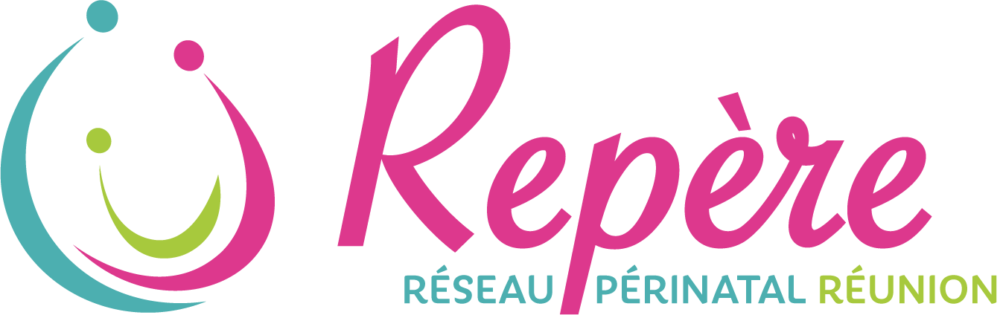 Repère
RÉSEAU PÉRINATAL RÉUNION